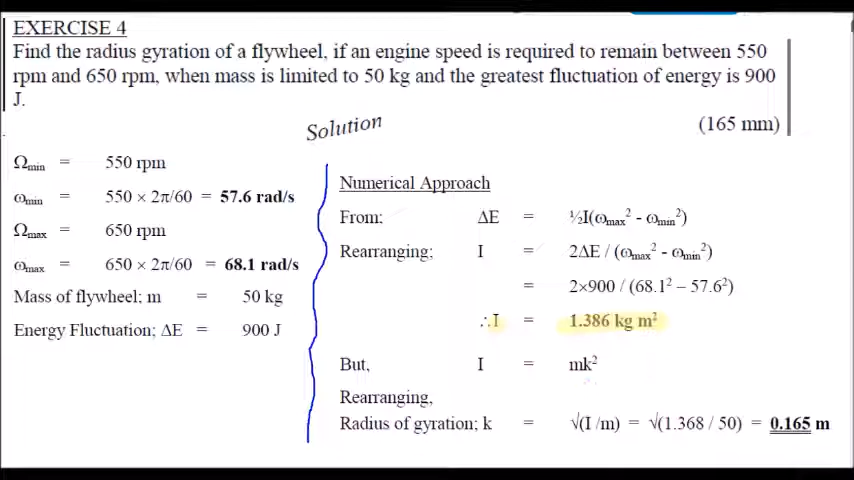 EXERCISE 4
Find the radius gyration of a flywheel, if an engine speed is required to remain between 550
rpm and 650 rpm, when mass is limited to 50 kg and the greatest fluctuation of energy is 900
J.
(165 mm)
Solution
Ωmin = 550 rpm
ωmin = 550 × 2π/60 = 57.6 rad/s
Ωmax = 650 rpm
ωmax = 650 × 2π/60 = 68.1 rad/s
Mass of flywheel; m = 50 kg
Energy Fluctuation; ΔE = 900 J
Numerical Approach
From; ΔE = ½I(ωmax² - ωmin²)
Rearranging; I = 2ΔE / (ωmax² - ωmin²)
= 2×900 / (68.1² – 57.6²)
∴I = 1.386 kg m²
But, I = mk²
Rearranging,
Radius of gyration; k = √(I /m) = √(1.368 / 50) = 0.165 m